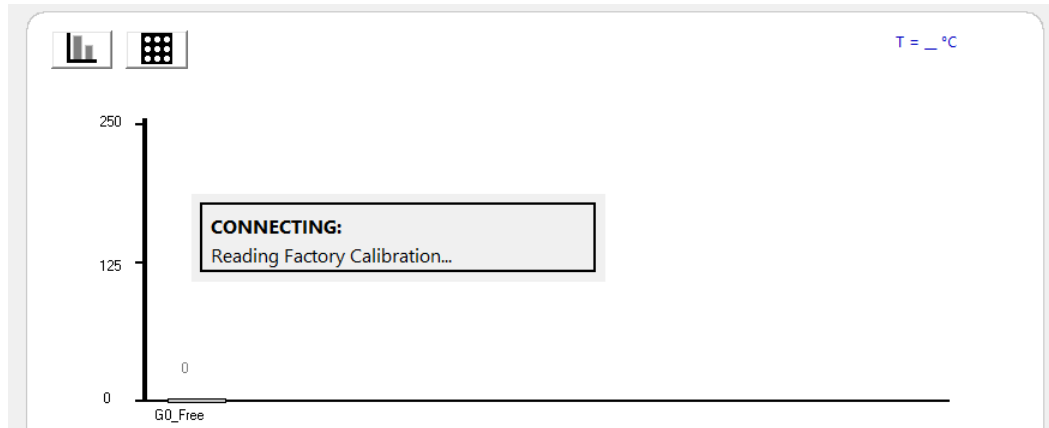 T = __ °C
250
CONNECTING:
Reading Factory Calibration...
125
0
0
G0_Free